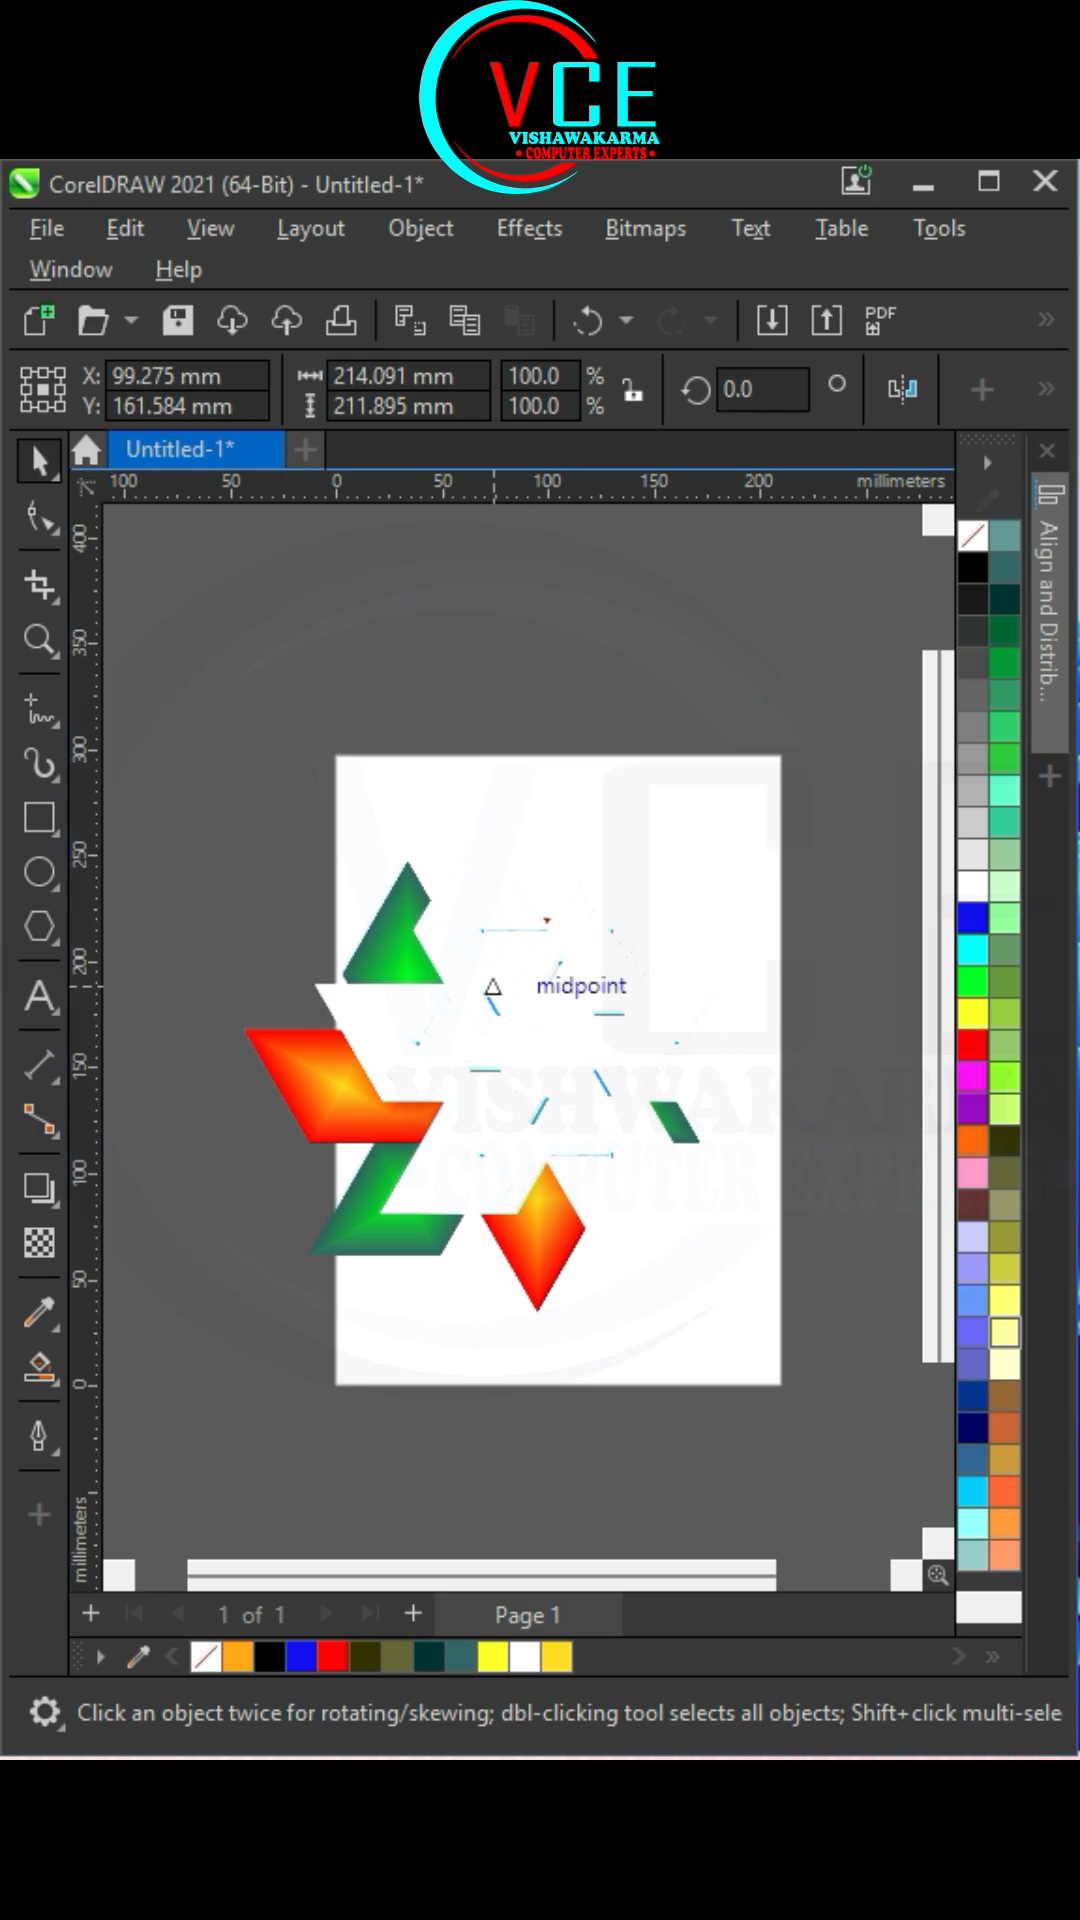 VCE
VISHAWAKARMA
• COMPUTER EXPERTS •
CorelDRAW 2021 (64-Bit) - Untitled-1*
File Edit View Layout Object Effects Bitmaps Text Table Tools
Window Help
PDF
X: 99.275 mm 214.091 mm 100.0 % 0.0
Y: 161.584 mm 211.895 mm 100.0 %
Untitled-1*
100 50 0 50 100 150 200 millimeters
400
350
300
250
200
150
100
50
0
millimeters
Align and Distrib...
midpoint
VISHWAKARMA
COMPUTER EXPERTS
1 of 1 Page 1
Click an object twice for rotating/skewing; dbl-clicking tool selects all objects; Shift+click multi-sele